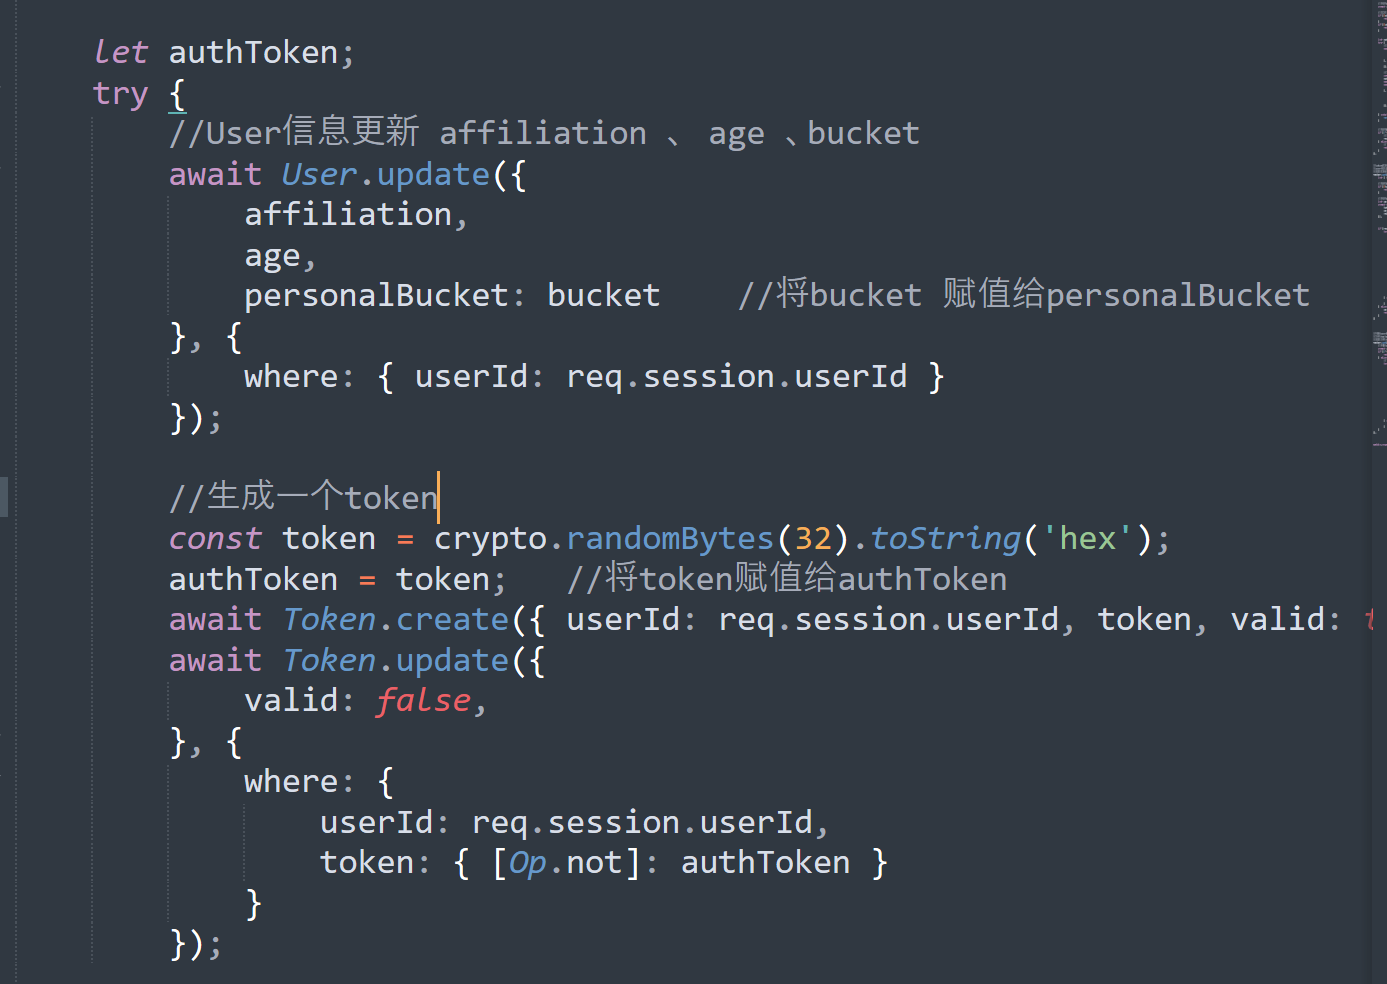 let authToken;
try {
//User信息更新 affiliation 、 age 、bucket
await User.update({
affiliation,
age,
personalBucket: bucket    //将bucket 赋值给personalBucket
}, {
where: { userId: req.session.userId }
});
//生成一个token
const token = crypto.randomBytes(32).toString('hex');
authToken = token;   //将token赋值给authToken
await Token.create({ userId: req.session.userId, token, valid:
await Token.update({
valid: false,
}, {
where: {
userId: req.session.userId,
token: { [Op.not]: authToken }
}
});